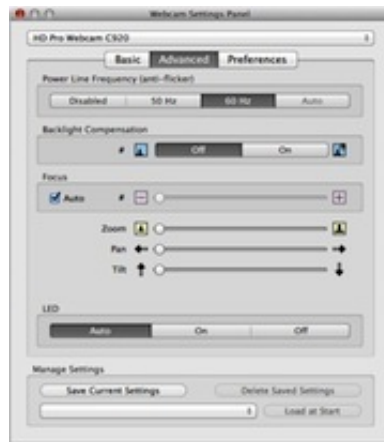 Webcam Settings Panel
HD Pro Webcam C920
Basic Advanced Preferences
Power Line Frequency (anti-flicker)
Disabled 50 Hz 60 Hz Auto
Backlight Compensation
# Off On
Focus
Auto #
Zoom
Pan
Tilt
LED
Auto On Off
Manage Settings
Save Current Settings Delete Saved Settings
Load at Start